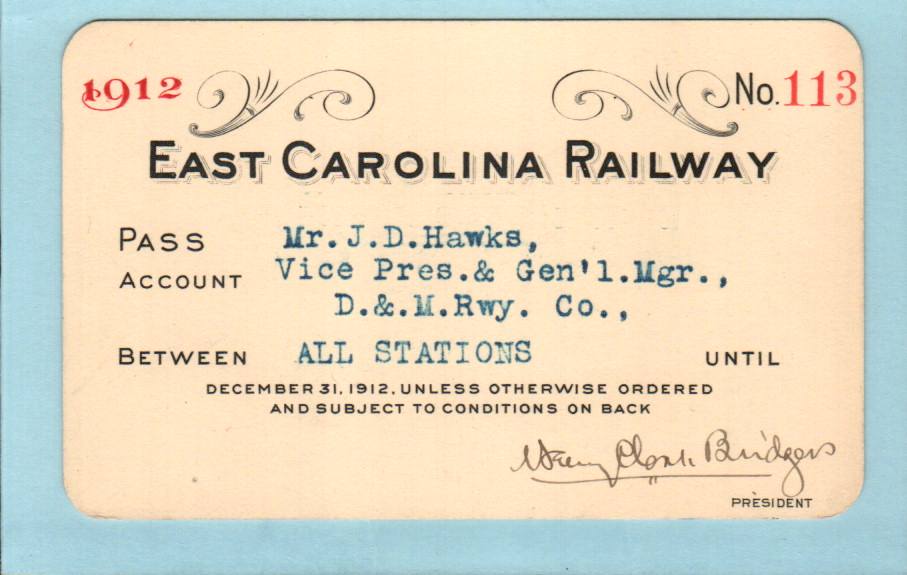 1912 No. 113
EAST CAROLINA RAILWAY
PASS Mr. J.D.Hawks,
ACCOUNT Vice Pres.& Gen'l.Mgr.,
D.&.M.Rwy. Co.,
BETWEEN ALL STATIONS UNTIL
DECEMBER 31, 1912, UNLESS OTHERWISE ORDERED
AND SUBJECT TO CONDITIONS ON BACK
Henry Clark Bridgers
PRESIDENT